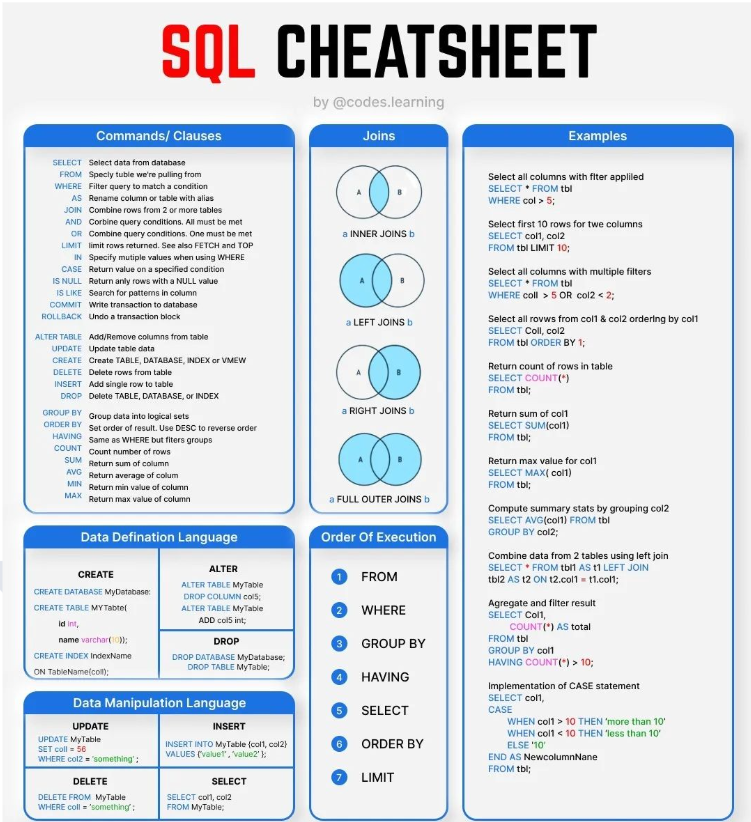 SQL CHEATSHEET
by @codes.learning
Commands/ Clauses
SELECT Select data from database
FROM Specly tuble we're pulling from
WHERE Filter query to match a condition
AS Rename column or table with alias
JOIN Combine rows from 2 or more tables
AND Corbine query conditions. All must be met
OR Combine query conditions. One must be met
LIMIT limit rows returned. See also FETCH and TOP
IN Specify mutiple values when using WHERE
CASE Return value on a specified condition
IS NULL Return anly rows with a NULL value
IS LIKE Search for patterns in column
COMMIT Write transaction to database
ROLLBACK Undo a transaction block
ALTER TABLE Add/Remove columns from table
UPDATE Update table data
CREATE Create TABLE, DATABASE, INDEX or VMEW
DELETE Delete rows from table
INSERT Add single row to table
DROP Delete TABLE, DATABASE, or INDEX
GROUP BY Group data into logical sets
ORDER BY Set order of result. Use DESC to reverse order
HAVING Same as WHERE but fiters groups
COUNT Count number of rows
SUM Return sum of column
AVG Return average of colum
MIN Return min value of column
MAX Return max value of column
Joins
A B
a INNER JOINS b
A B
a LEFT JOINS b
A B
a RIGHT JOINS b
A B
a FULL OUTER JOINS b
Examples
Select all columns with flter appliled
SELECT * FROM tbl
WHERE col > 5;
Select first 10 rows for twe columns
SELECT col1, col2
FROM tbl LIMIT 10;
Select all columns with multiple filters
SELECT * FROM tbl
WHERE coll > 5 OR col2 < 2;
Select all rovws from col1 & col2 ordering by col1
SELECT Coll, col2
FROM tbl ORDER BY 1;
Return count of rows in table
SELECT COUNT(*)
FROM tbl;
Return sum of col1
SELECT SUM(col1)
FROM tbl;
Return max value for col1
SELECT MAX( col1)
FROM tbl;
Compute summary stats by grouping col2
SELECT AVG(col1) FROM tbl
GROUP BY col2;
Combine data from 2 tables using left join
SELECT * FROM tbl1 AS t1 LEFT JOIN
tbl2 AS t2 ON t2.col1 = t1.col1;
Agregate and filter result
SELECT Col1,
COUNT(*) AS total
FROM tbl
GROUP BY col1
HAVING COUNT(*) > 10;
Implementation of CASE statement
SELECT col1,
CASE
WHEN col1 > 10 THEN 'more than 10'
WHEN col1 < 10 THEN 'less than 10'
ELSE '10'
END AS NewcolumnNane
FROM tbl;
Data Defination Language
CREATE
CREATE DATABASE MyDatabase:
CREATE TABLE MYTabte(
id int,
name varchar(10));
CREATE INDEX IndexName
ON TableName(coll);
ALTER
ALTER TABLE MyTable
DROP COLUMN col5;
ALTER TABLE MyTable
ADD col5 int;
DROP
DROP DATABASE MyDatabase;
DROP TABLE MyTable;
Order Of Execution
1 FROM
2 WHERE
3 GROUP BY
4 HAVING
5 SELECT
6 ORDER BY
7 LIMIT
Data Manipulation Language
UPDATE
UPDATE MyTable
SET coll = 56
WHERE col2 = 'something' ;
INSERT
INSERT INTO MyTable {col1, col2}
VALUES ('value1' , 'value2' );
DELETE
DELETE FROM MyTable
WHERE coll = 'something' ;
SELECT
SELECT col1, col2
FROM MyTable;